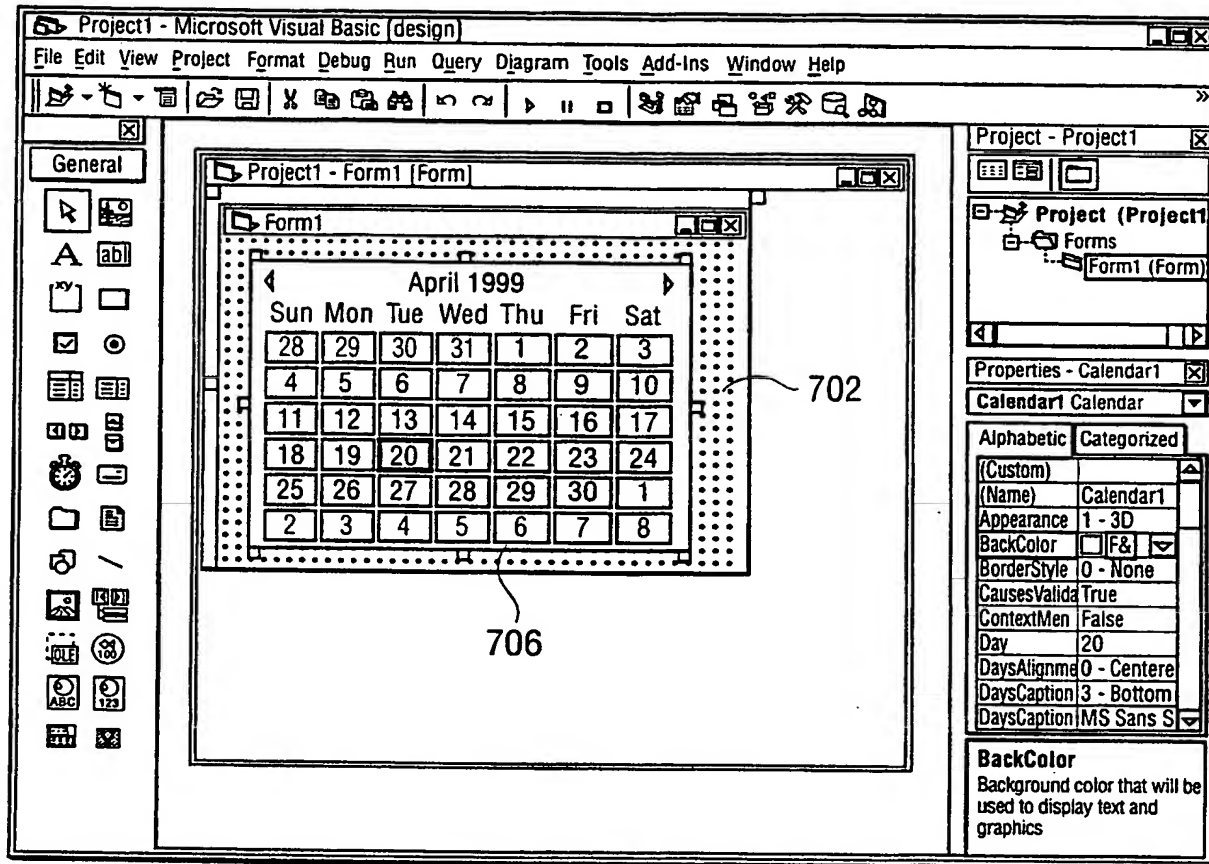 Project1 - Microsoft Visual Basic [design]
File Edit View Project Format Debug Run Query Diagram Tools Add-Ins Window Help
General
A abl
xy
OLE 100
ABC 123
Project1 - Form1 [Form]
Form1
April 1999
Sun Mon Tue Wed Thu Fri Sat
28 29 30 31 1 2 3
4 5 6 7 8 9 10
11 12 13 14 15 16 17
18 19 20 21 22 23 24
25 26 27 28 29 30 1
2 3 4 5 6 7 8
702
706
Project - Project1
Project (Project1
Forms
Form1 (Form)
Properties - Calendar1
Calendar1 Calendar
Alphabetic Categorized
(Custom)
(Name) Calendar1
Appearance 1 - 3D
BackColor F&
BorderStyle 0 - None
CausesValida True
ContextMen False
Day 20
DaysAlignme 0 - Centere
DaysCaption 3 - Bottom
DaysCaption MS Sans S
BackColor
Background color that will be
used to display text and
graphics